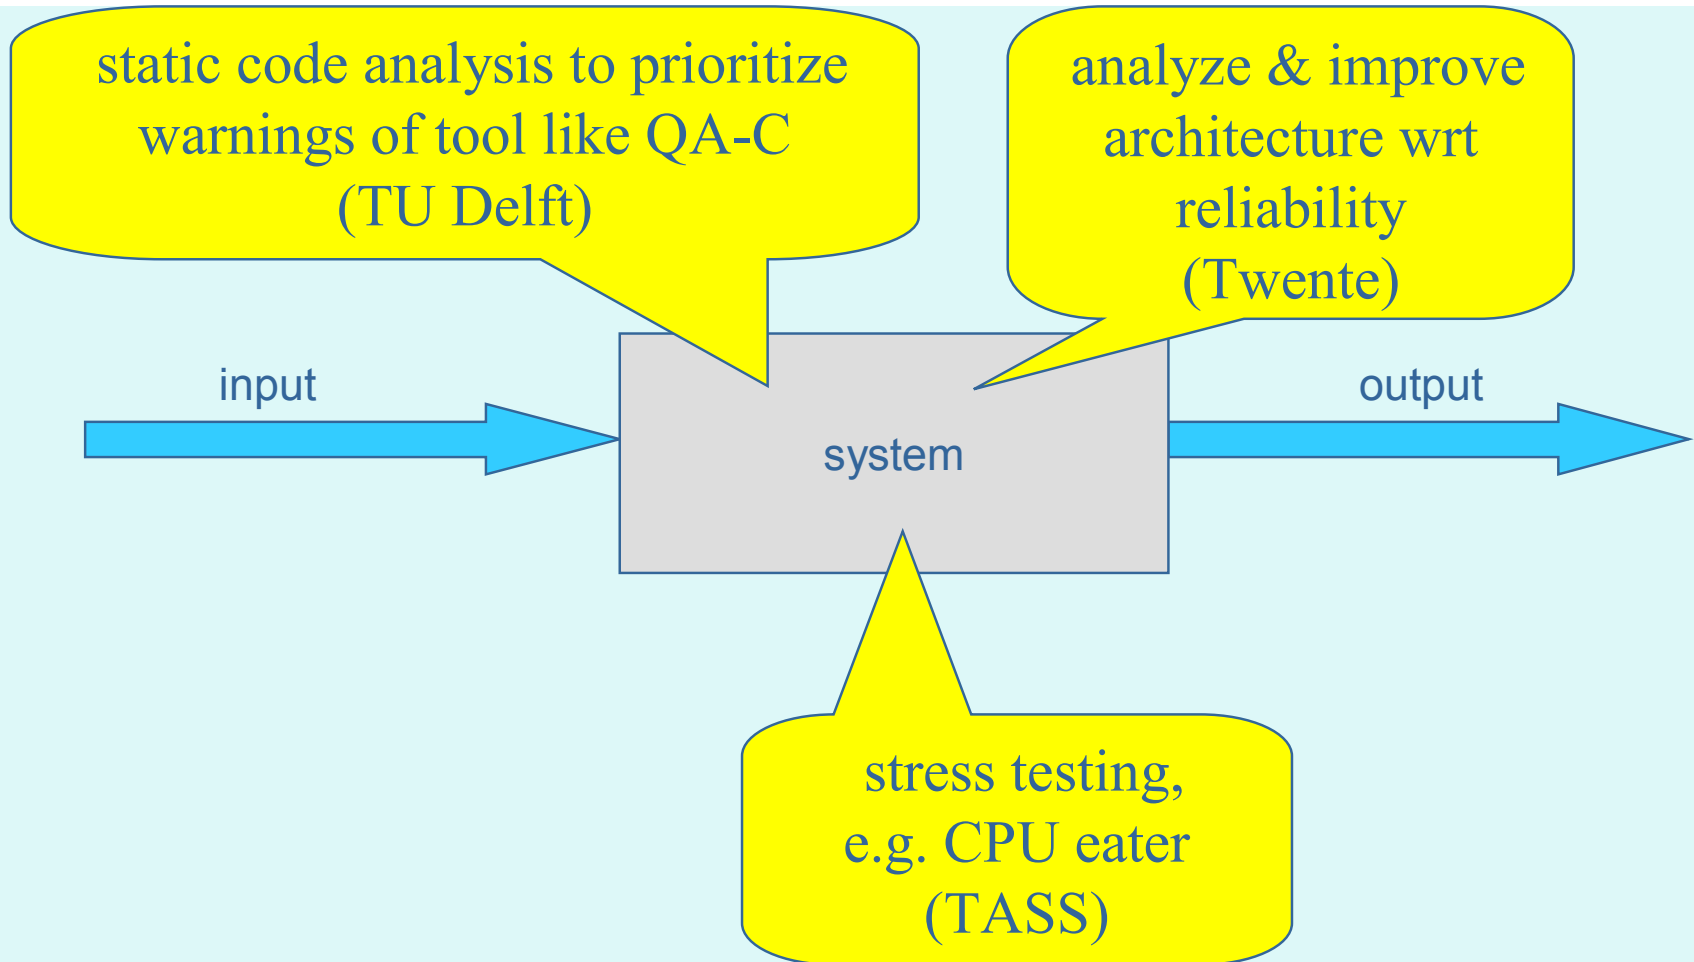 static code analysis to prioritize
warnings of tool like QA-C
(TU Delft)
analyze & improve
architecture wrt
reliability
(Twente)
input
output
system
stress testing,
e.g. CPU eater
(TASS)